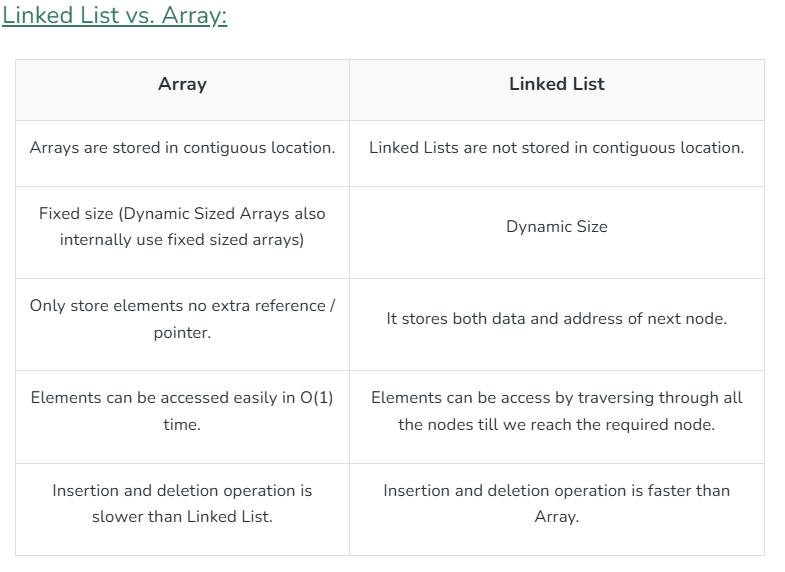 Linked List vs. Array:
Array
Linked List
Arrays are stored in contiguous location.
Linked Lists are not stored in contiguous location.
Fixed size (Dynamic Sized Arrays also
internally use fixed sized arrays)
Dynamic Size
Only store elements no extra reference /
pointer.
It stores both data and address of next node.
Elements can be accessed easily in O(1)
time.
Elements can be access by traversing through all
the nodes till we reach the required node.
Insertion and deletion operation is
slower than Linked List.
Insertion and deletion operation is faster than
Array.